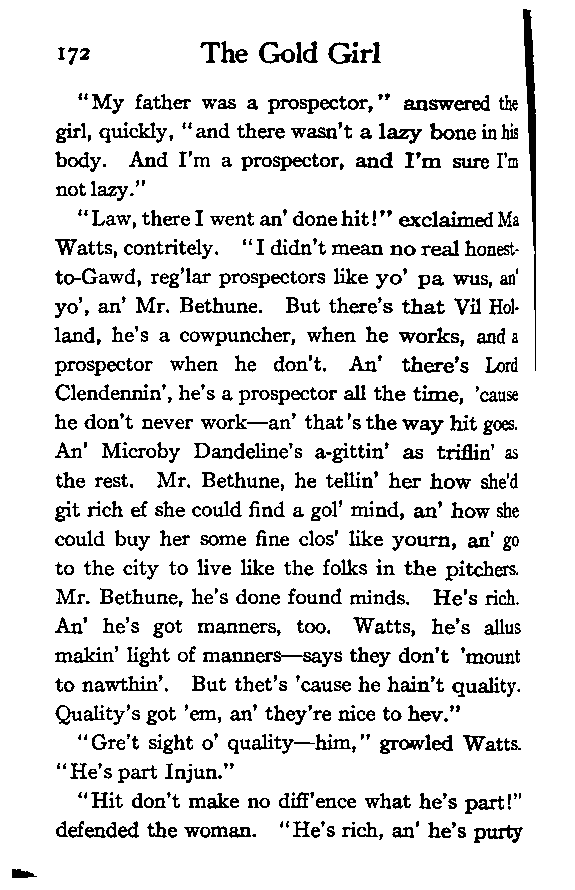 172 The Gold Girl
"My father was a prospector," answered the
girl, quickly, "and there wasn't a lazy bone in his
body. And I'm a prospector, and I'm sure I'm
not lazy."
"Law, there I went an' done hit!" exclaimed Ma
Watts, contritely. "I didn't mean no real honest-
to-Gawd, reg'lar prospectors like yo' pa wus, an'
yo', an' Mr. Bethune. But there's that Vil Hol-
land, he's a cowpuncher, when he works, and a
prospector when he don't. An' there's Lord
Clendennin', he's a prospector all the time, 'cause
he don't never work—an' that's the way hit goes.
An' Microby Dandeline's a-gittin' as triflin' as
the rest. Mr. Bethune, he tellin' her how she'd
git rich ef she could find a gol' mind, an' how she
could buy her some fine clos' like yourn, an' go
to the city to live like the folks in the pitchers.
Mr. Bethune, he's done found minds. He's rich.
An' he's got manners, too. Watts, he's allus
makin' light of manners—says they don't 'mount
to nawthin'. But thet's 'cause he hain't quality.
Quality's got 'em, an' they're nice to hev."
"Gre't sight o' quality—him," growled Watts.
"He's part Injun."
"Hit don't make no diff'ence what he's part!"
defended the woman. "He's rich, an' he's purty